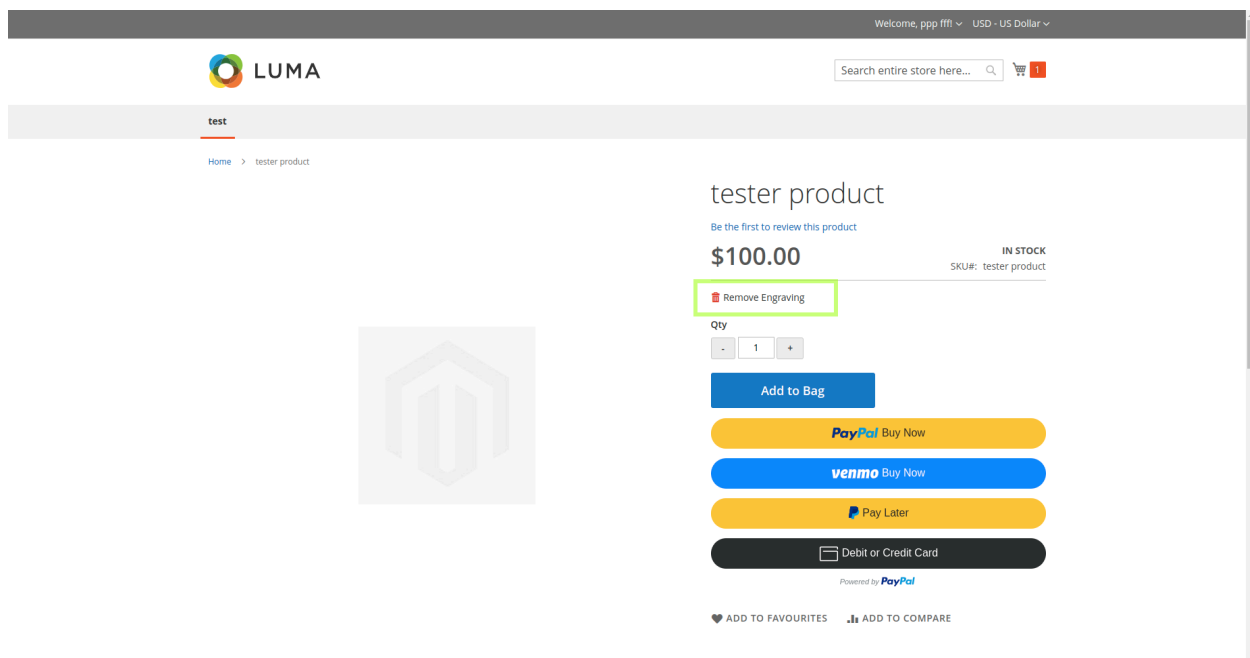 Welcome, ppp fff! USD - US Dollar
LUMA
Search entire store here... 1
test
Home > tester product
tester product
Be the first to review this product
$100.00
IN STOCK
SKU#: tester product
Remove Engraving
Qty
- 1 +
Add to Bag
PayPal Buy Now
venmo Buy Now
Pay Later
Debit or Credit Card
Powered by PayPal
ADD TO FAVOURITES ADD TO COMPARE